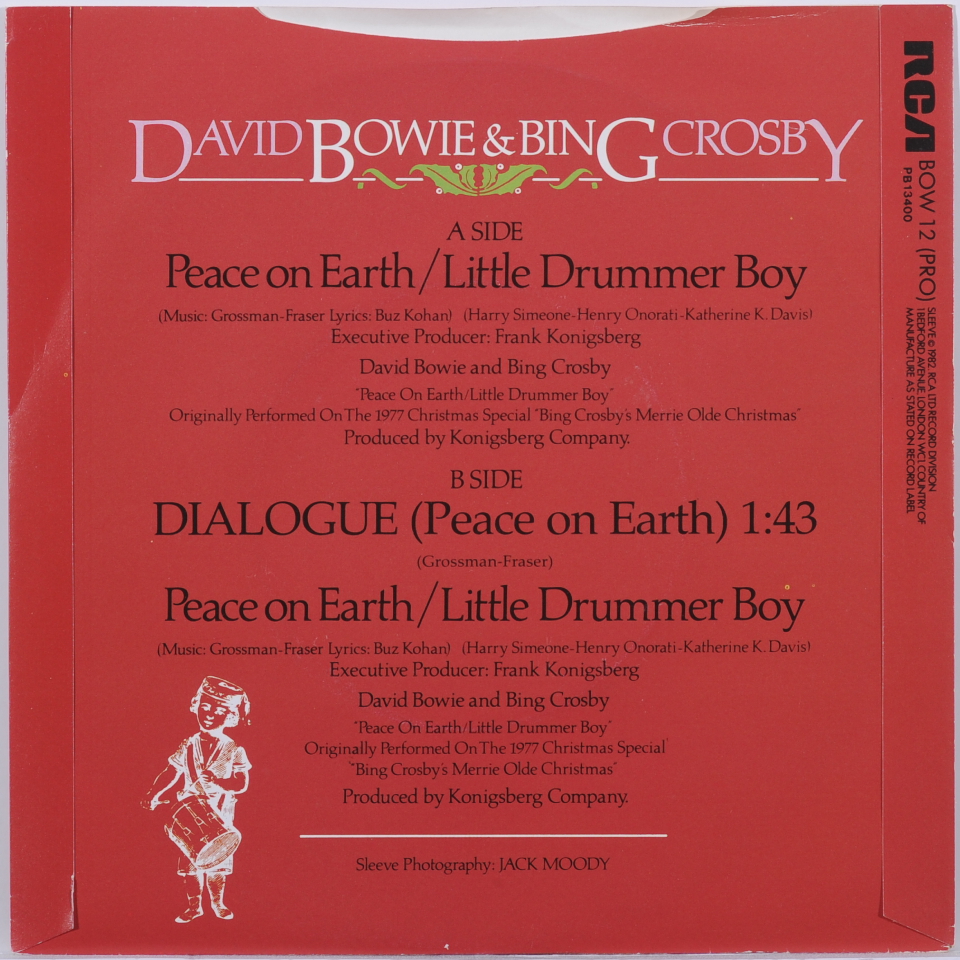 DAVID BOWIE & BING CROSBY
A SIDE
Peace on Earth/Little Drummer Boy
(Music: Grossman-Fraser Lyrics: Buz Kohan) (Harry Simeone-Henry Onorati-Katherine K. Davis)
Executive Producer: Frank Konigsberg
David Bowie and Bing Crosby
"Peace On Earth/Little Drummer Boy"
Originally Performed On The 1977 Christmas Special "Bing Crosby's Merrie Olde Christmas"
Produced by Konigsberg Company.
B SIDE
DIALOGUE (Peace on Earth) 1:43
(Grossman-Fraser)
Peace on Earth/Little Drummer Boy
(Music: Grossman-Fraser Lyrics: Buz Kohan) (Harry Simeone-Henry Onorati-Katherine K. Davis)
Executive Producer: Frank Konigsberg
David Bowie and Bing Crosby
"Peace On Earth/Little Drummer Boy"
Originally Performed On The 1977 Christmas Special"
"Bing Crosby's Merrie Olde Christmas"
Produced by Konigsberg Company.
Sleeve Photography: JACK MOODY
RCA
BOW 12 (PRO)
PB 13400
SLEEVE © 1982. RCA LTD RECORD DIVISION
1 BEDFORD AVENUE, LONDON WC1. COUNTRY OF
MANUFACTURE AS STATED ON RECORD LABEL